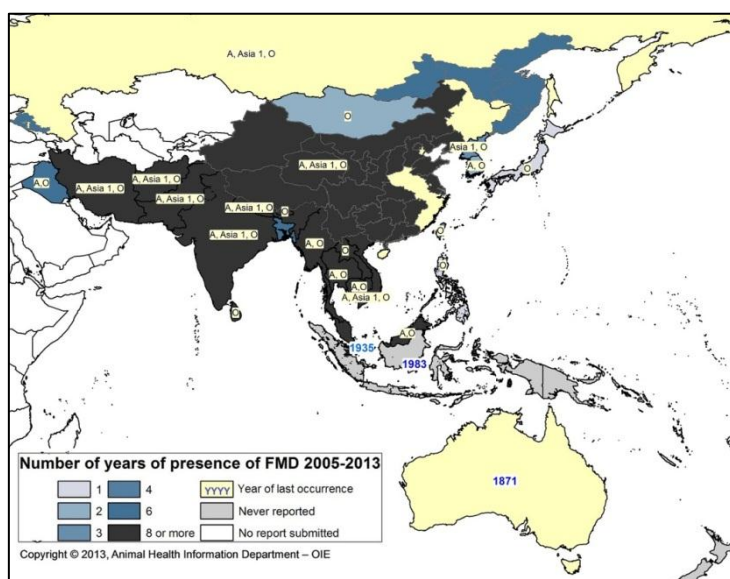 A, Asia 1, O
O
Asia 1, O
A, O
A, Asia 1, O
O
A,O
A, Asia 1, O
A, Asia 1, O
A, Asia 1, O
A, Asia 1, O
O
A, Asia 1, O
A, O
O
O
A,O
A,O
A, Asia 1, O
O
A,O
1935
1983
1871
Number of years of presence of FMD 2005-2013
1 4 YYYY Year of last occurrence
2 6 Never reported
3 8 or more No report submitted
Copyright © 2013, Animal Health Information Department – OIE